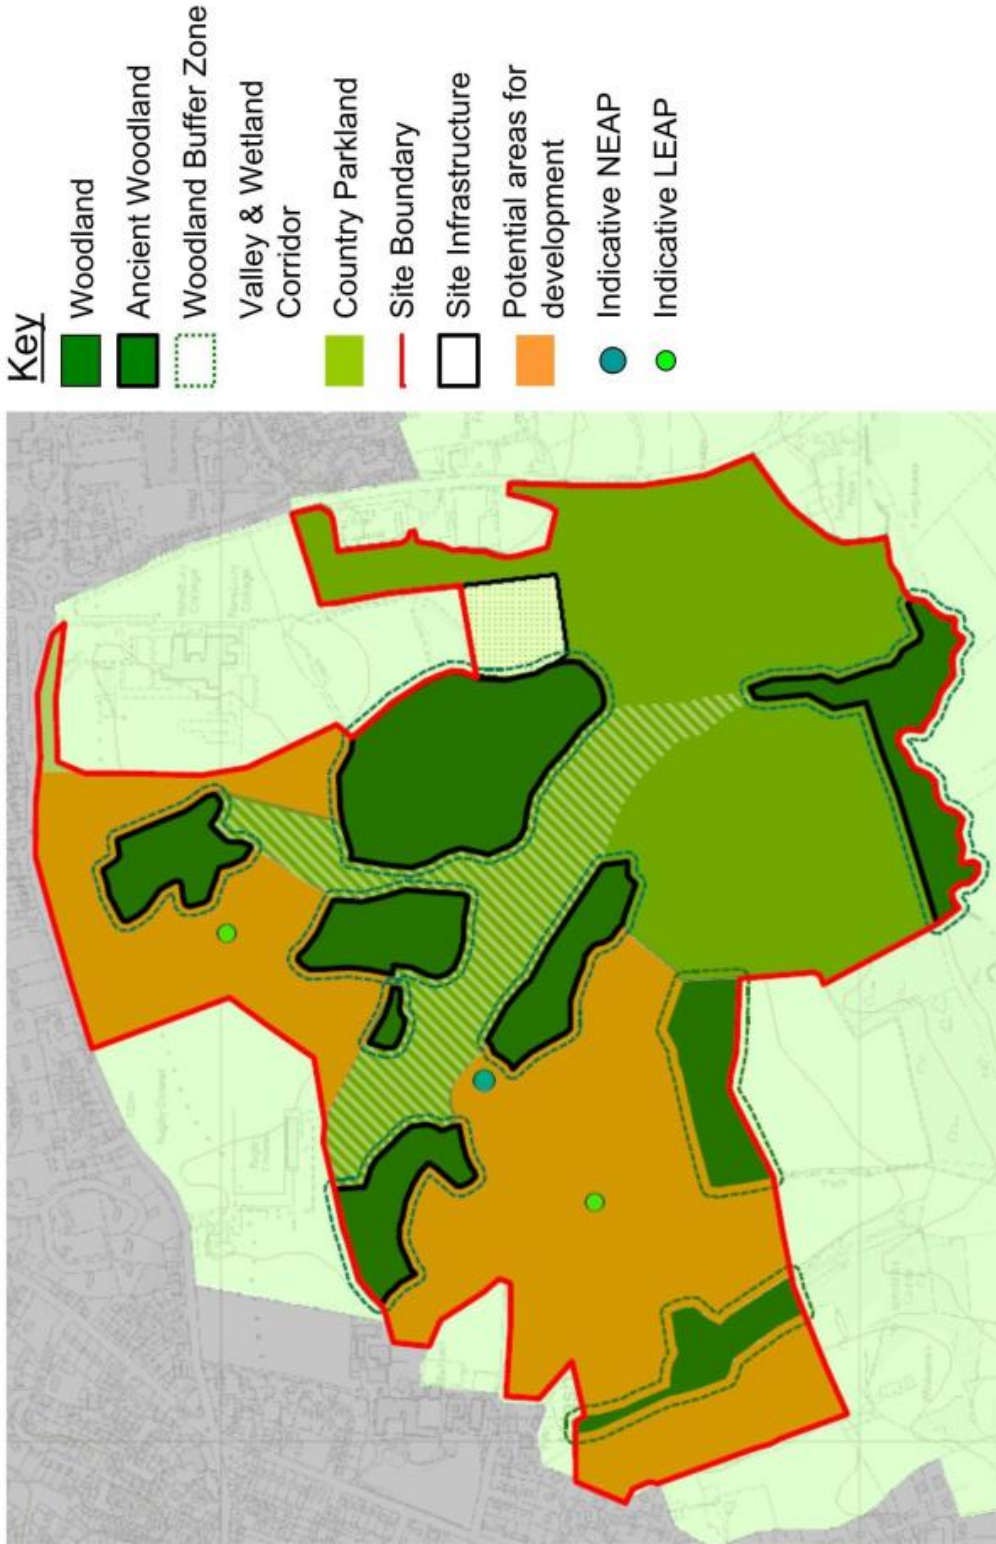 Key
Woodland
Ancient Woodland
Woodland Buffer Zone
Valley & Wetland
Corridor
Country Parkland
Site Boundary
Site Infrastructure
Potential areas for
development
Indicative NEAP
Indicative LEAP